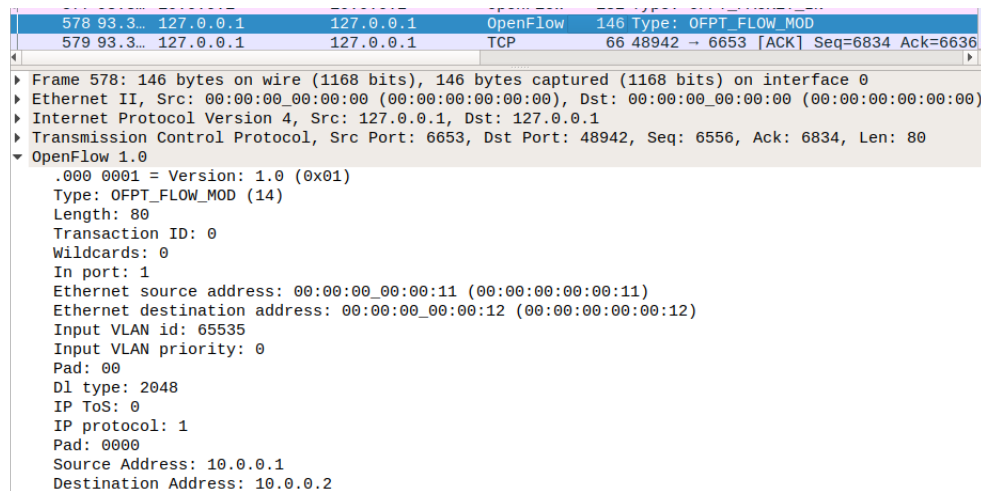 578 93.3… 127.0.0.1 127.0.0.1 OpenFlow 146 Type: OFPT_FLOW_MOD
579 93.3… 127.0.0.1 127.0.0.1 TCP 66 48942 → 6653 [ACK] Seq=6834 Ack=6636
Frame 578: 146 bytes on wire (1168 bits), 146 bytes captured (1168 bits) on interface 0
Ethernet II, Src: 00:00:00_00:00:00 (00:00:00:00:00:00), Dst: 00:00:00_00:00:00 (00:00:00:00:00:00)
Internet Protocol Version 4, Src: 127.0.0.1, Dst: 127.0.0.1
Transmission Control Protocol, Src Port: 6653, Dst Port: 48942, Seq: 6556, Ack: 6834, Len: 80
OpenFlow 1.0
.000 0001 = Version: 1.0 (0x01)
Type: OFPT_FLOW_MOD (14)
Length: 80
Transaction ID: 0
Wildcards: 0
In port: 1
Ethernet source address: 00:00:00_00:00:11 (00:00:00:00:00:11)
Ethernet destination address: 00:00:00_00:00:12 (00:00:00:00:00:12)
Input VLAN id: 65535
Input VLAN priority: 0
Pad: 00
Dl type: 2048
IP ToS: 0
IP protocol: 1
Pad: 0000
Source Address: 10.0.0.1
Destination Address: 10.0.0.2